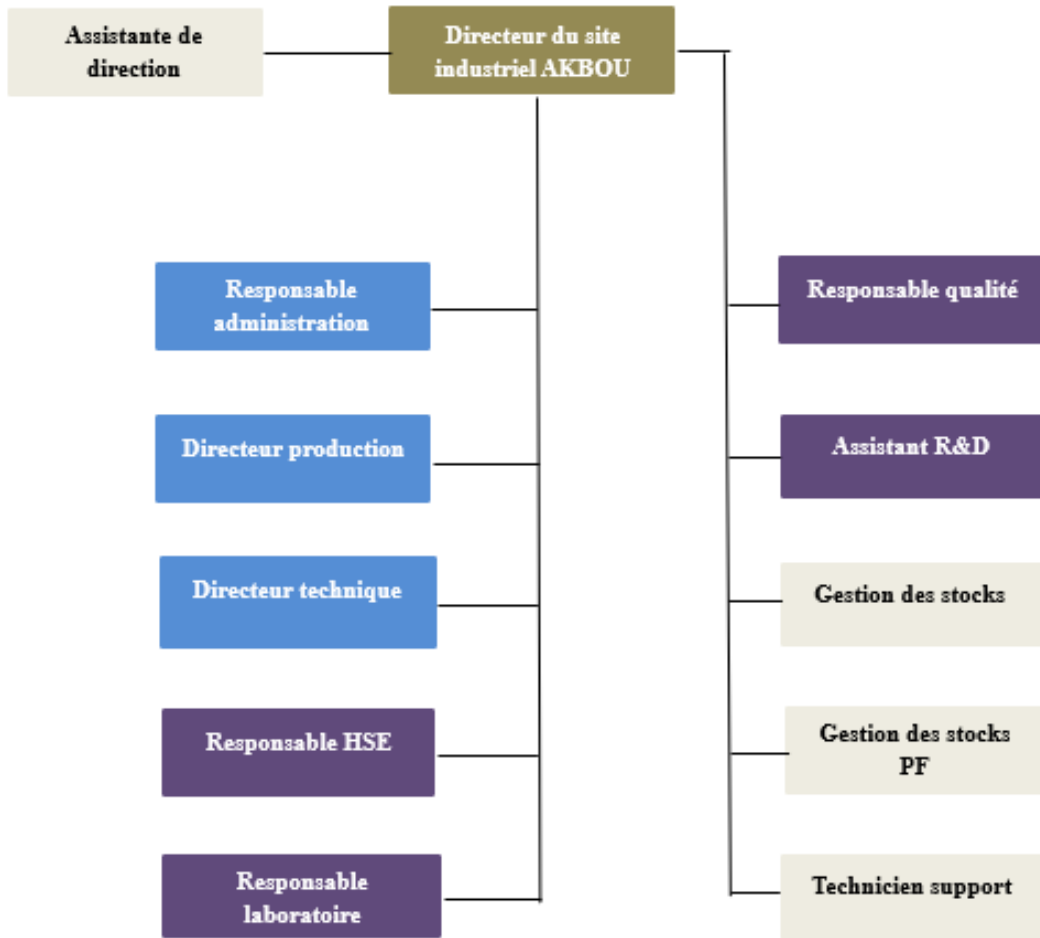 Assistante de
direction
Directeur du site
industriel AKBOU
Responsable
administration
Directeur production
Directeur technique
Responsable HSE
Responsable
laboratoire
Responsable qualité
Assistant R&D
Gestion des stocks
Gestion des stocks
PF
Technicien support